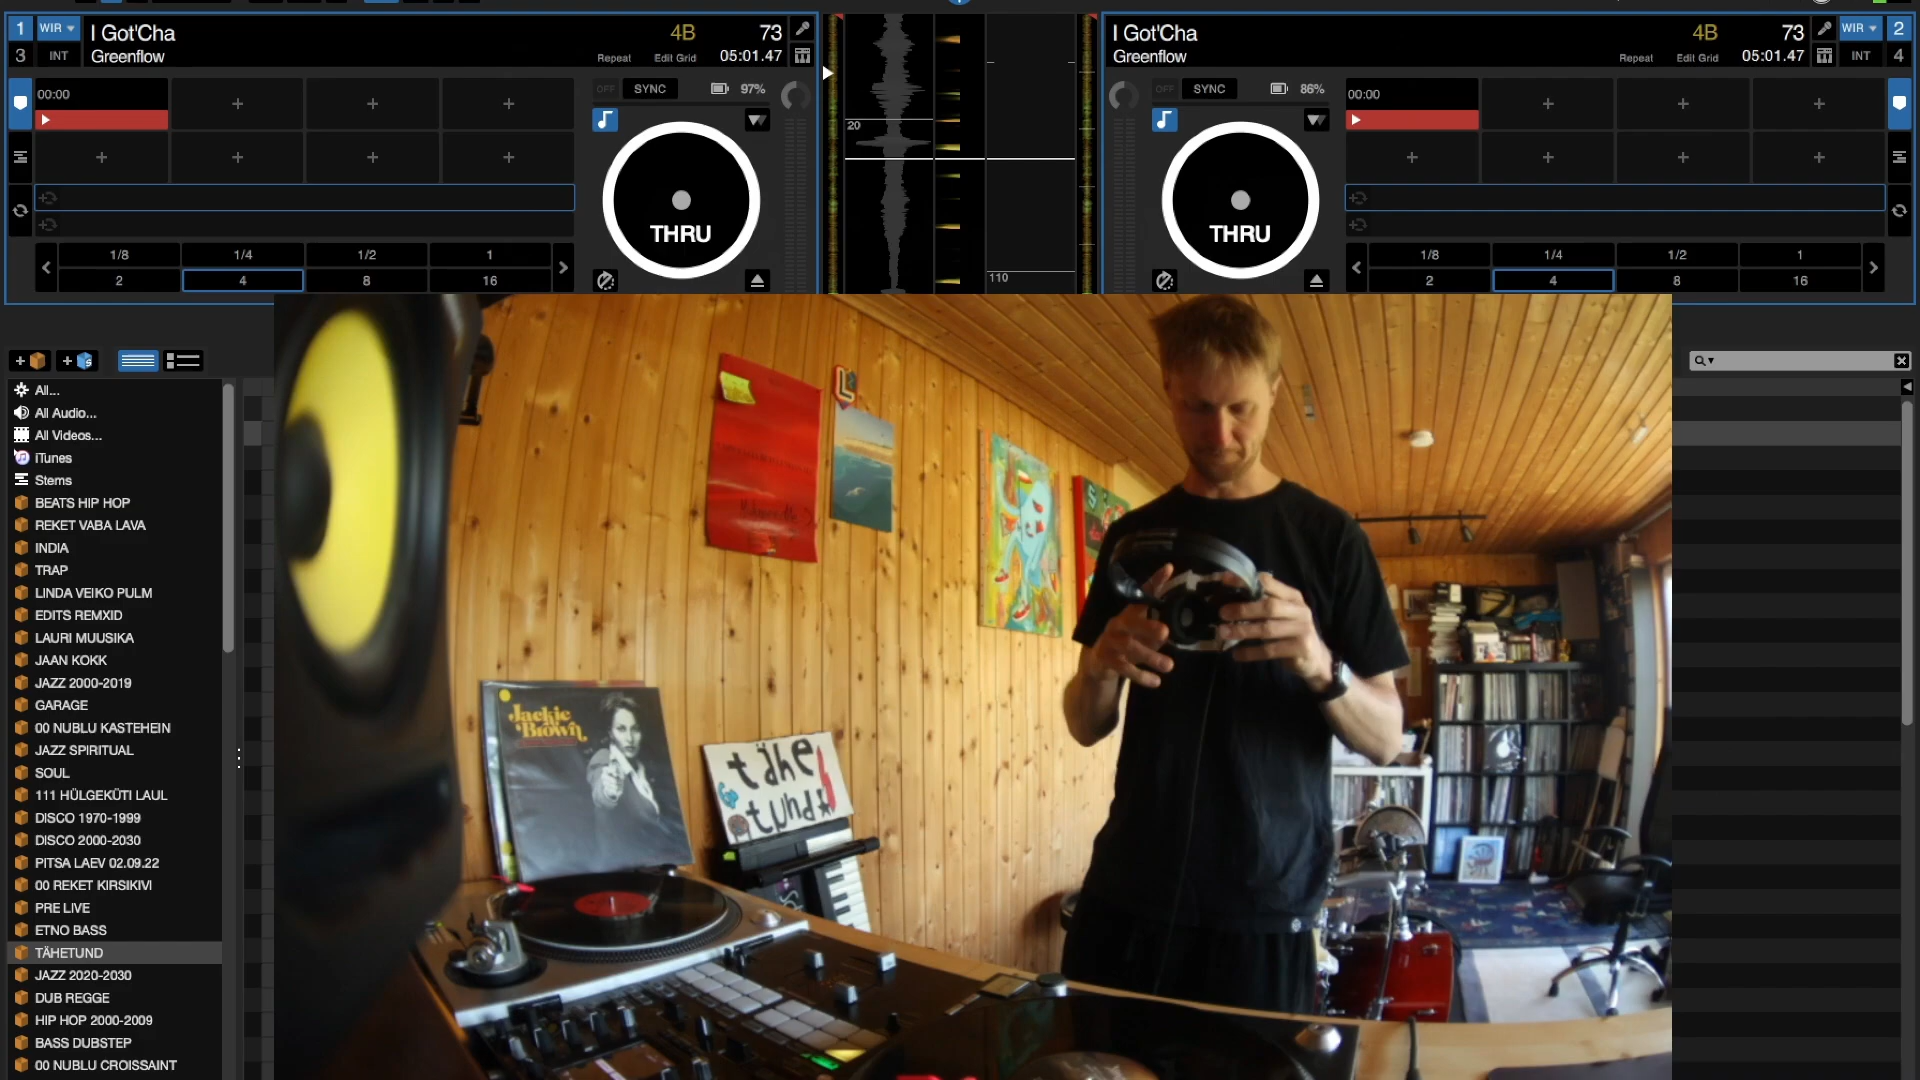 1 WIR I Got'Cha 4B 73
3 INT Greenflow Repeat Edit Grid 05:01.47
I Got'Cha 4B 73 WIR 2
Greenflow Repeat Edit Grid 05:01.47 INT 4
00:00
OFF SYNC 97%
THRU
1/8 1/4 1/2 1
2 4 8 16
20
110
OFF SYNC 86%
00:00
THRU
1/8 1/4 1/2 1
2 4 8 16
All...
All Audio...
All Videos...
iTunes
Stems
BEATS HIP HOP
REKET VABA LAVA
INDIA
TRAP
LINDA VEIKO PULM
EDITS REMXID
LAURI MUUSIKA
JAAN KOKK
JAZZ 2000-2019
GARAGE
00 NUBLU KASTEHEIN
JAZZ SPIRITUAL
SOUL
111 HÜLGEKÜTI LAUL
DISCO 1970-1999
DISCO 2000-2030
PITSA LAEV 02.09.22
00 REKET KIRSIKIVI
PRE LIVE
ETNO BASS
TÄHETUND
JAZZ 2020-2030
DUB REGGE
HIP HOP 2000-2009
BASS DUBSTEP
00 NUBLU CROISSAINT
Jackie
Brown
tähe
tund